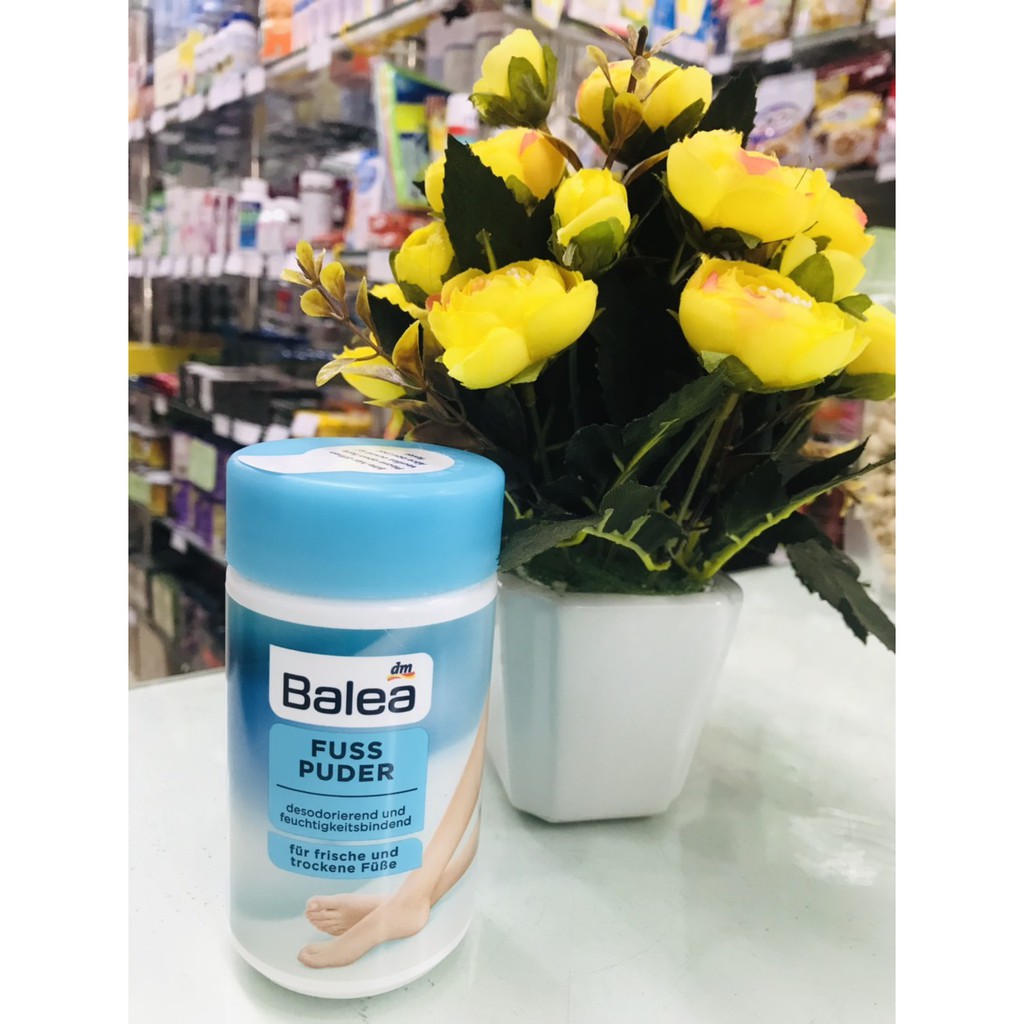 dm
Balea
FUSS
PUDER
desodorierend und
feuchtigkeitsbindend
für frische und
trockene Füße